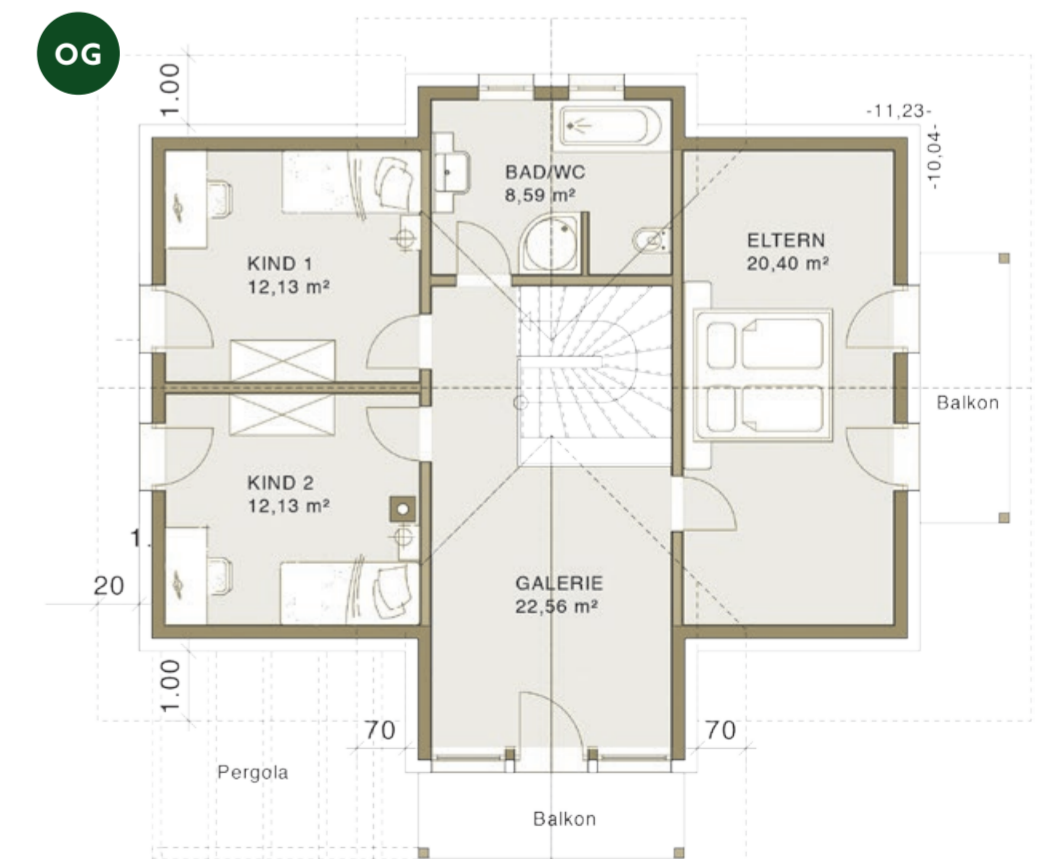 OG
1.00
-11,23-
-10,04-
BAD/WC
8,59 m²
KIND 1
12,13 m²
ELTERN
20,40 m²
Balkon
KIND 2
12,13 m²
1.
20
GALERIE
22,56 m²
1.00
70
70
Pergola
Balkon